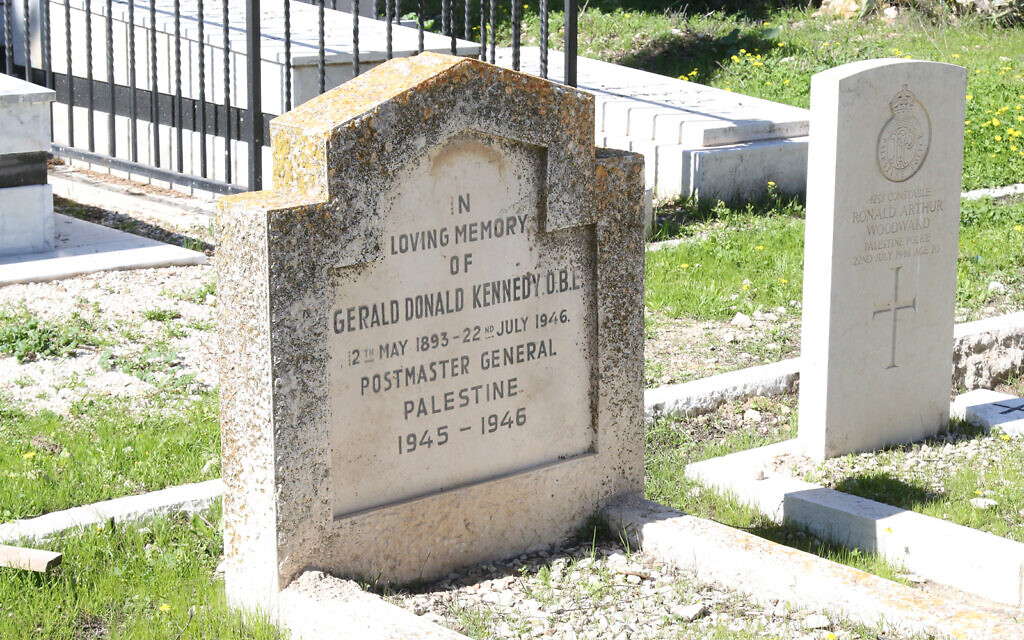 IN
LOVING MEMORY
OF
GERALD DONALD KENNEDY. O.B.E
12TH MAY 1893 - 22ND JULY 1946.
POSTMASTER GENERAL
PALESTINE
1945 - 1946
CONSTABLE
RONALD ARTHUR
WOODWARD
PALESTINE POLICE
22ND JULY 1946 AGE 20